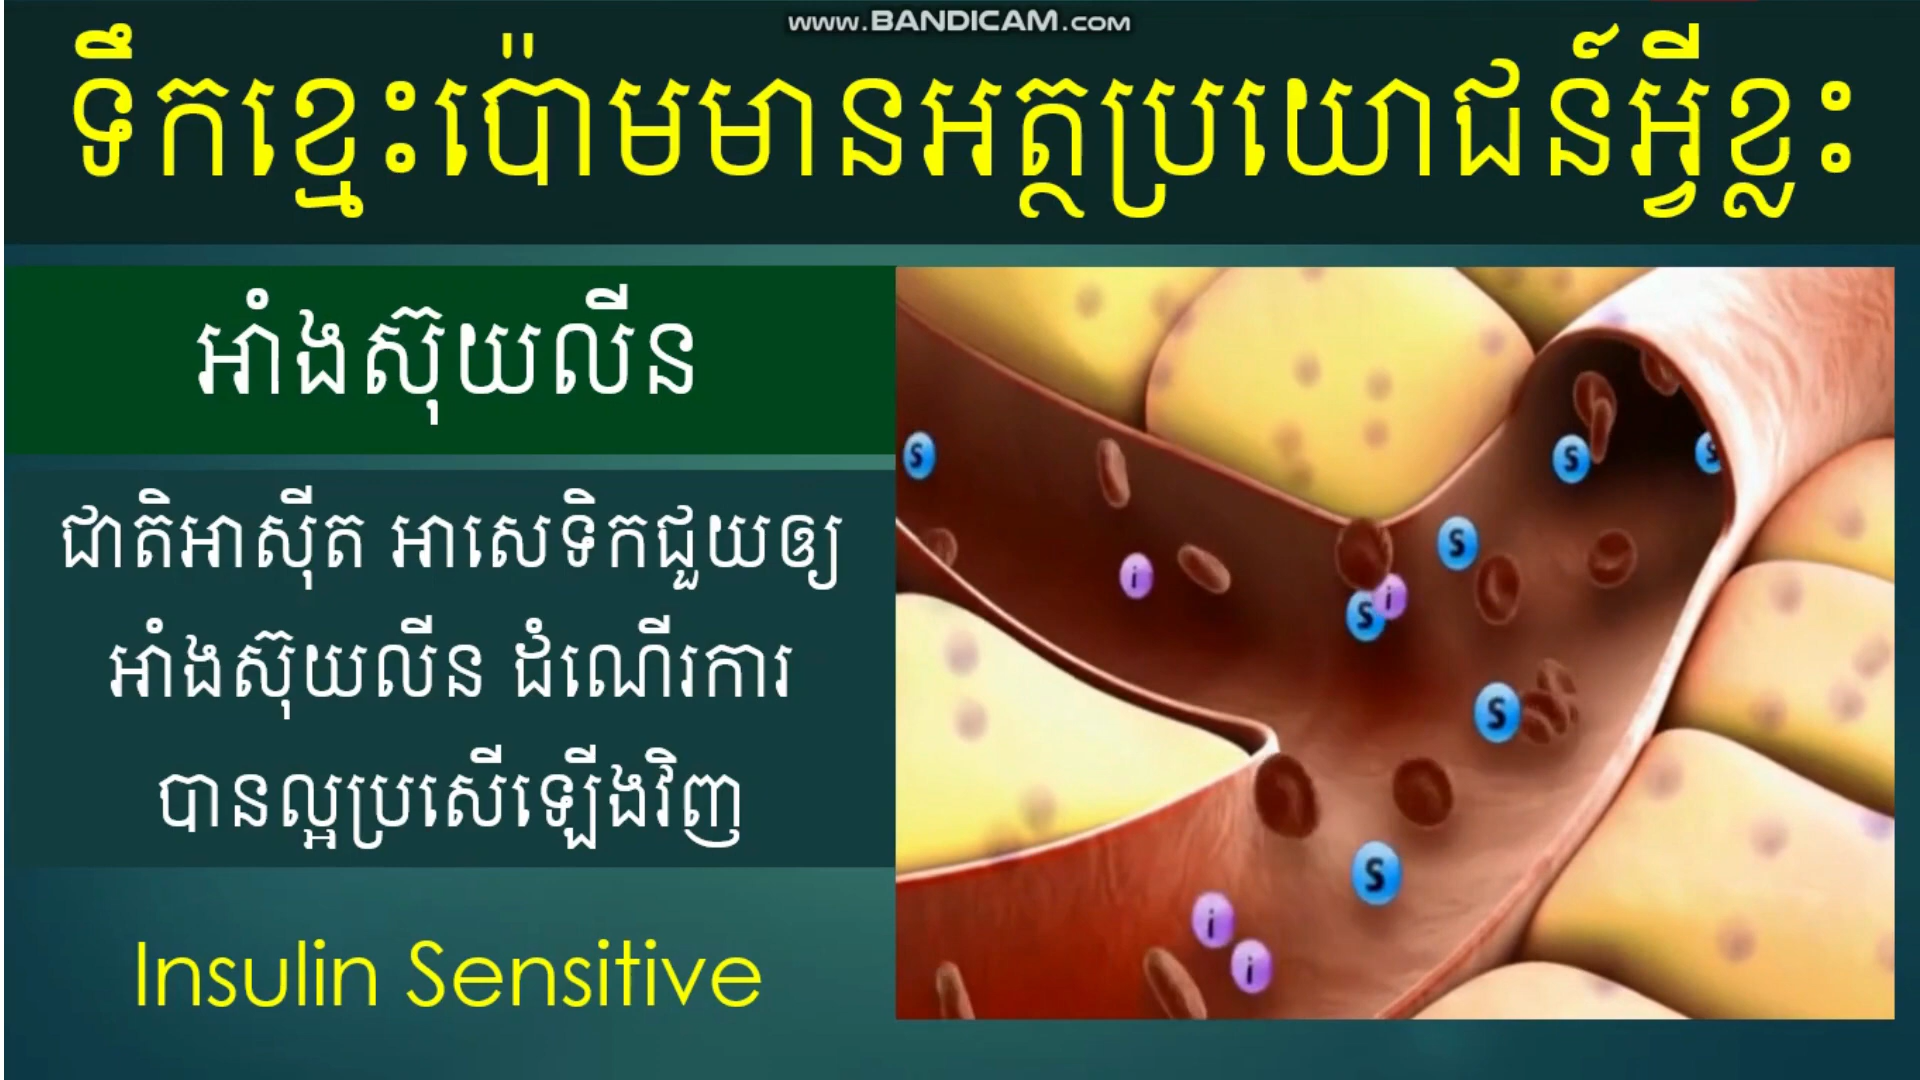 www.BANDICAM.com
ទឹកខ្មេះប៉ោមមានអត្ថប្រយោជន៍អ្វីខ្លះ
អាំងស៊ុយលីន
ជាតិអាស៊ីត អាសេទិកជួយឲ្យ
អាំងស៊ុយលីន ដំណើរការ
បានល្អប្រសើឡើងវិញ
Insulin Sensitive
S
S
S
S
i
i
S
S
S
i
i